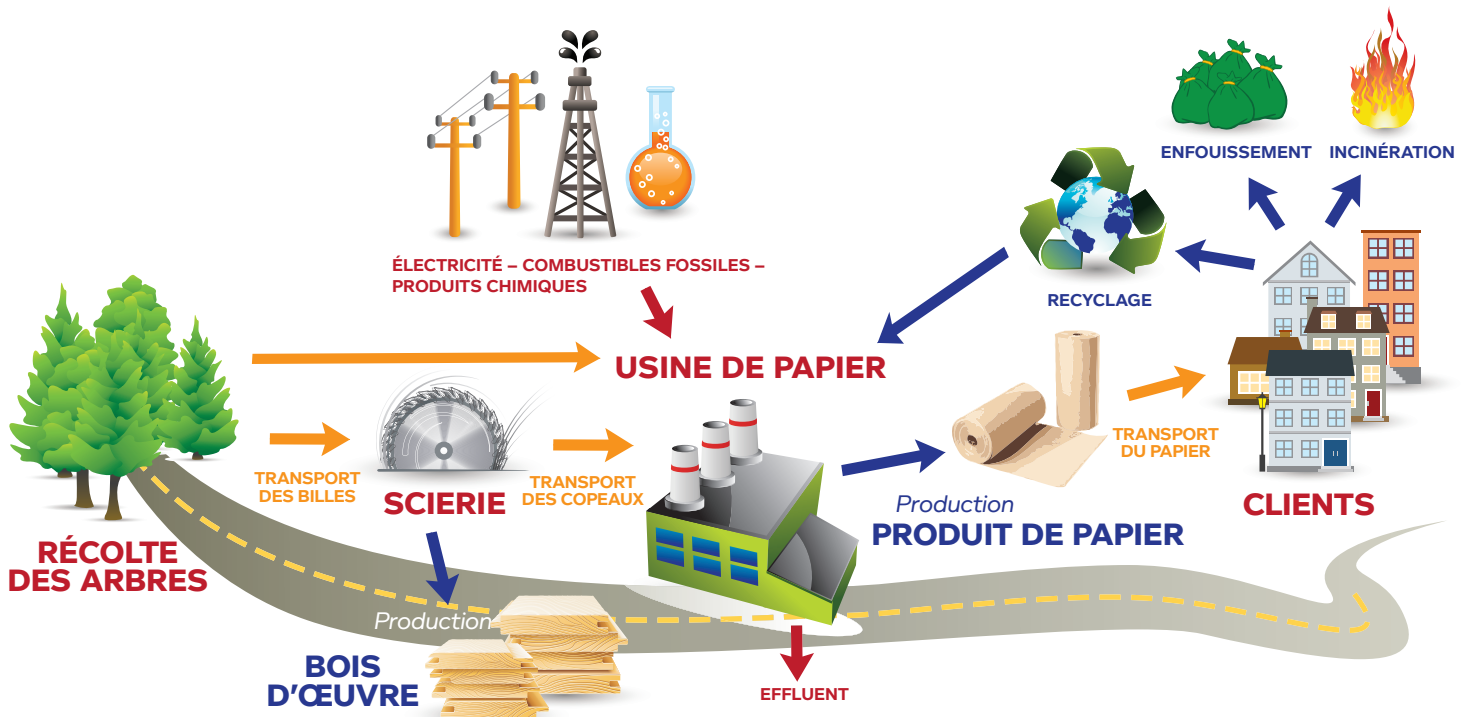 ENFOUISSEMENT
INCINÉRATION
ÉLECTRICITÉ – COMBUSTIBLES FOSSILES –
PRODUITS CHIMIQUES
RECYCLAGE
USINE DE PAPIER
TRANSPORT
DES BILLES
SCIERIE
TRANSPORT
DES COPEAUX
TRANSPORT
DU PAPIER
Production
PRODUIT DE PAPIER
CLIENTS
RÉCOLTE
DES ARBRES
Production
BOIS
D'ŒUVRE
EFFLUENT